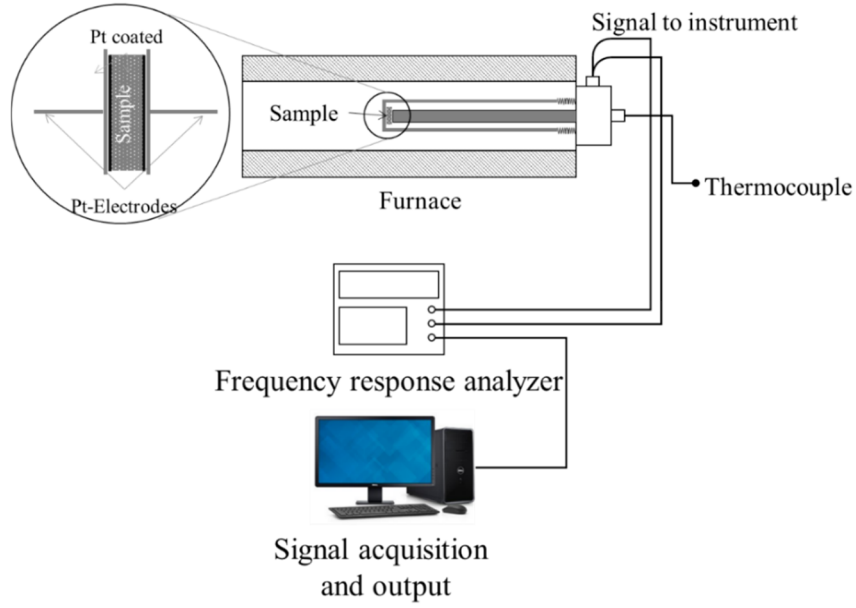 Signal to instrument
Pt coated
Sample
Sample
Pt-Electrodes
Furnace
Thermocouple
Frequency response analyzer
Signal acquisition
and output